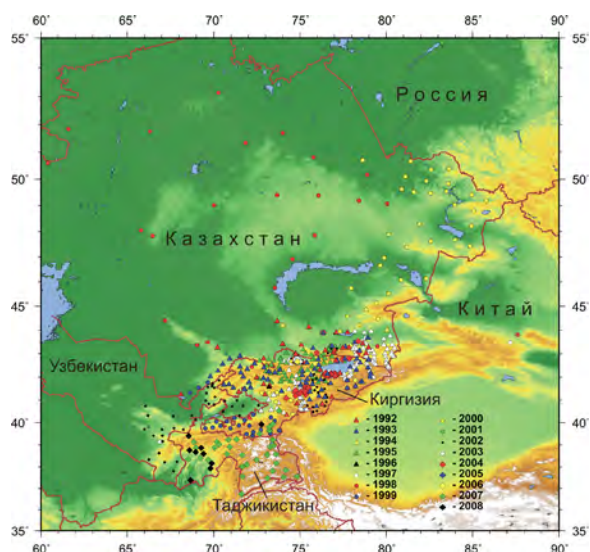 60˚ 65˚ 70˚ 75˚ 80˚ 85˚ 90˚
55˚ 55˚
Россия
50˚ 50˚
Казахстан
45˚ 45˚
Китай
Узбекистан
Киргизия
40˚ 40˚
- 1992 - 2000
- 1993 - 2001
- 1994 - 2002
- 1995 - 2003
- 1996 - 2004
- 1997 - 2005
- 1998 - 2006
- 1999 - 2007
- 2008
Таджикистан
35˚ 35˚
60˚ 65˚ 70˚ 75˚ 80˚ 85˚ 90˚